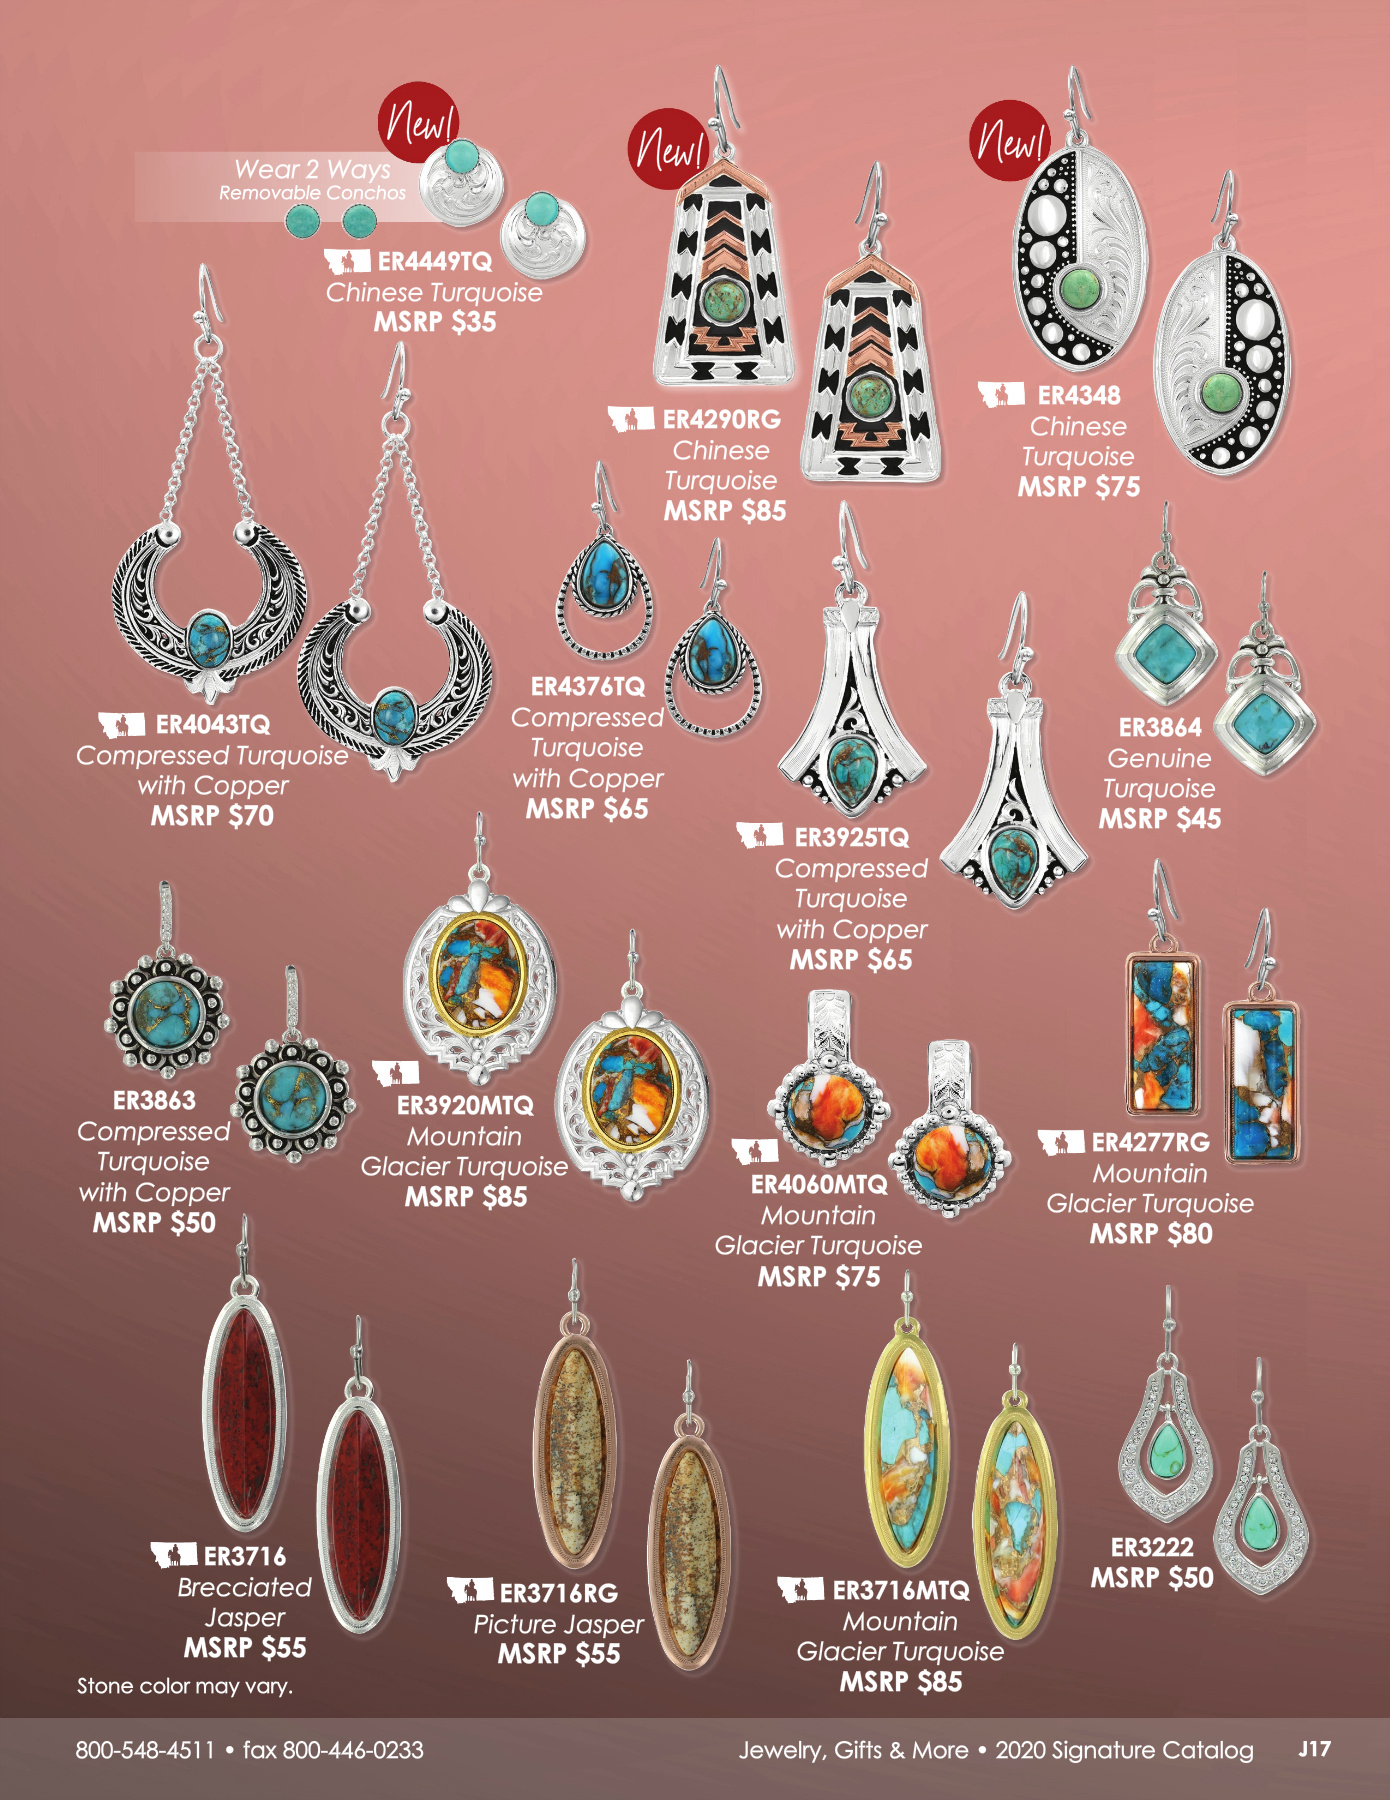 New!
Wear 2 Ways
Removable Conchos
ER4449TQ
Chinese Turquoise
MSRP $35
New!
ER4290RG
Chinese
Turquoise
MSRP $85
New!
ER4348
Chinese
Turquoise
MSRP $75
ER4043TQ
Compressed Turquoise
with Copper
MSRP $70
ER4376TQ
Compressed
Turquoise
with Copper
MSRP $65
ER3925TQ
Compressed
Turquoise
with Copper
MSRP $65
ER3864
Genuine
Turquoise
MSRP $45
ER3863
Compressed
Turquoise
with Copper
MSRP $50
ER3920MTQ
Mountain
Glacier Turquoise
MSRP $85
ER4060MTQ
Mountain
Glacier Turquoise
MSRP $75
ER4277RG
Mountain
Glacier Turquoise
MSRP $80
ER3716
Brecciated
Jasper
MSRP $55
ER3716RG
Picture Jasper
MSRP $55
ER3716MTQ
Mountain
Glacier Turquoise
MSRP $85
ER3222
MSRP $50
Stone color may vary.
800-548-4511 • fax 800-446-0233
Jewelry, Gifts & More • 2020 Signature Catalog J17